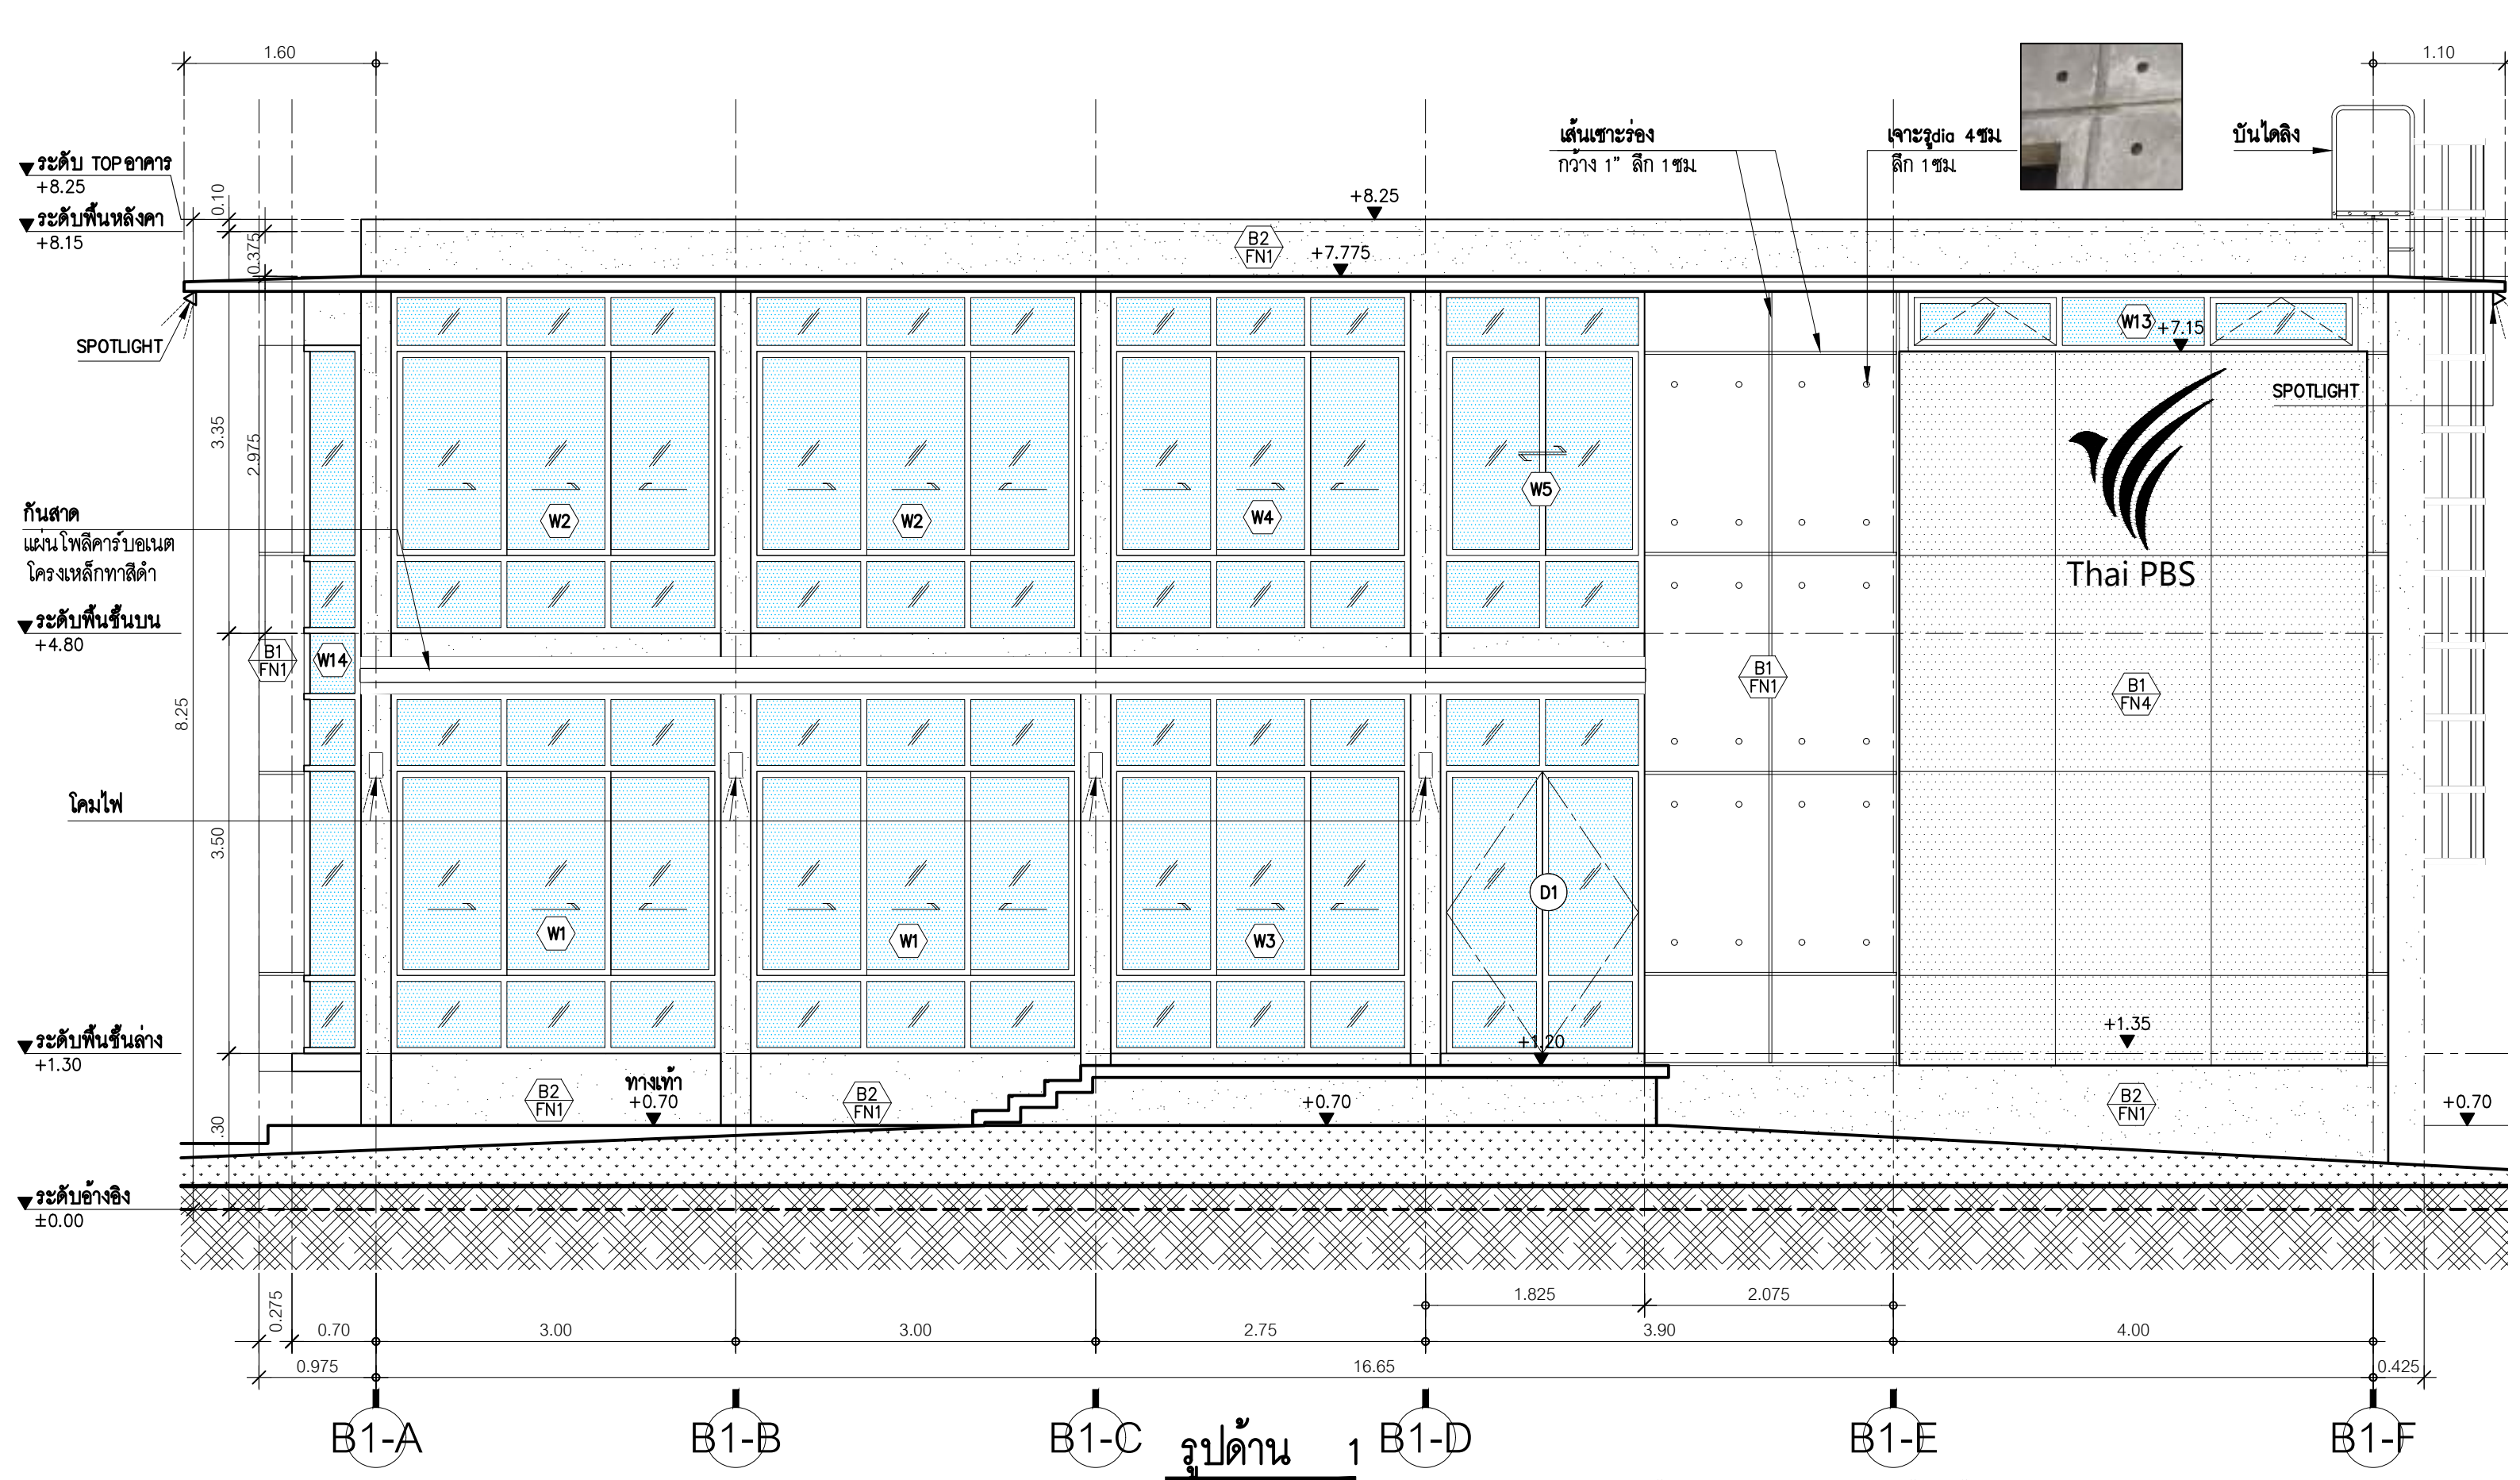 1.60
1.10
เส้นเซาะร่อง
กว้าง 1” ลึก 1ซม.
เจาะรูdia 4ซม.
ลึก 1ซม.
บันไดลิง
ระดับ TOPอาคาร
+8.25
ระดับพื้นหลังคา
+8.15
0.10
0.375
+8.25
B2
FN1
+7.775
SPOTLIGHT
W13
+7.15
SPOTLIGHT
3.35
2.975
กันสาด
แผ่นโพลีคาร์บอเนต
โครงเหล็กทาสีดำ
W2
W2
W4
W5
Thai PBS
ระดับพื้นชั้นบน
+4.80
B1
FN1
W14
B1
FN1
B1
FN4
8.25
โคมไฟ
3.50
D1
W1
W1
W3
ระดับพื้นชั้นล่าง
+1.30
+1.20
+1.35
B2
FN1
ทางเท้า
+0.70
B2
FN1
+0.70
B2
FN1
+0.70
.30
ระดับอ้างอิง
±0.00
0.275
1.825
2.075
0.70
3.00
3.00
2.75
3.90
4.00
0.975
16.65
0.425
B1-A
B1-B
B1-C
B1-D
B1-E
B1-F
รูปด้าน 1